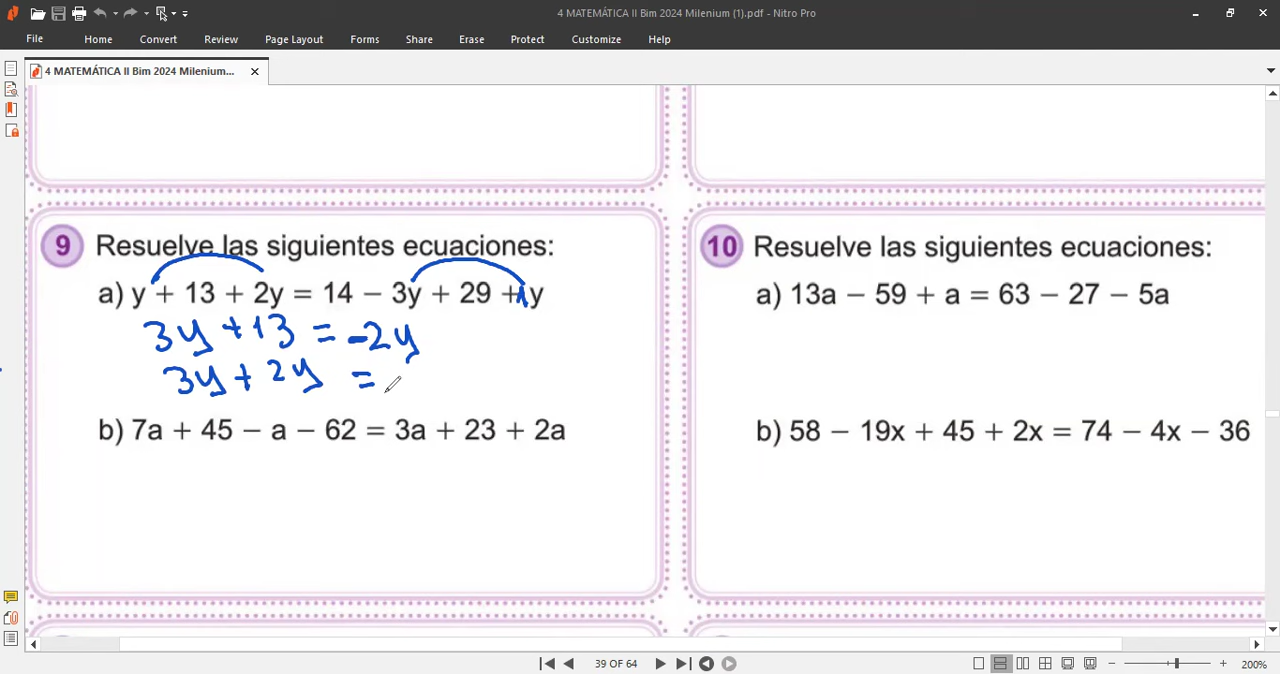 4 MATEMÁTICA II Bim 2024 Milenium (1).pdf - Nitro Pro
File Home Convert Review Page Layout Forms Share Erase Protect Customize Help
4 MATEMÁTICA II Bim 2024 Milenium...
9 Resuelve las siguientes ecuaciones:
a) y + 13 + 2y = 14 − 3y + 29 + 1y
3y + 13 = -2y
3y + 2y =
b) 7a + 45 − a − 62 = 3a + 23 + 2a
10 Resuelve las siguientes ecuaciones:
a) 13a − 59 + a = 63 − 27 − 5a
b) 58 − 19x + 45 + 2x = 74 − 4x − 36
39 OF 64
200%